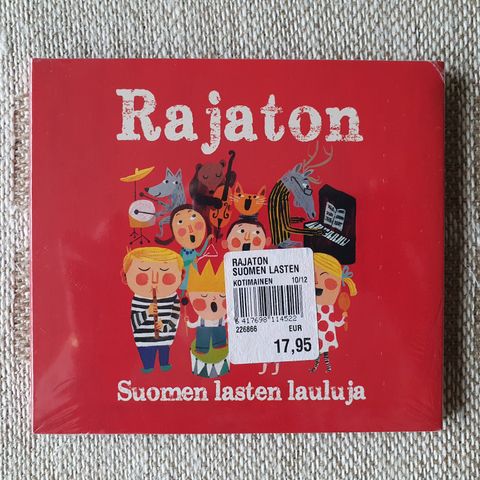 Rajaton
RAJATON
SUOMEN LASTEN
KOTIMAINEN 10/12
6 417698 114522
226866 EUR
17,95
Suomen lasten lauluja